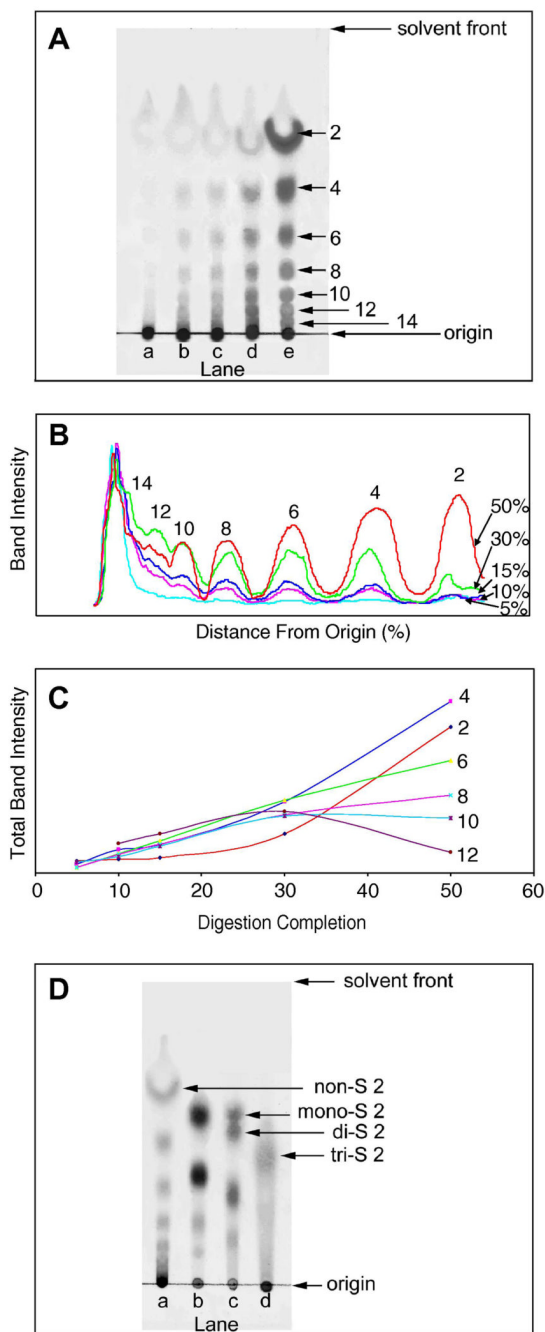 A
solvent front
2
4
6
8
10
12
14
origin
a b c d e
Lane
B
Band Intensity
14
12
10
8
6
4
2
50%
30%
15%
10%
5%
Distance From Origin (%)
C
Total Band Intensity
4
2
6
8
10
12
0 10 20 30 40 50 60
Digestion Completion
D
solvent front
non-S 2
mono-S 2
di-S 2
tri-S 2
origin
a b c d
Lane